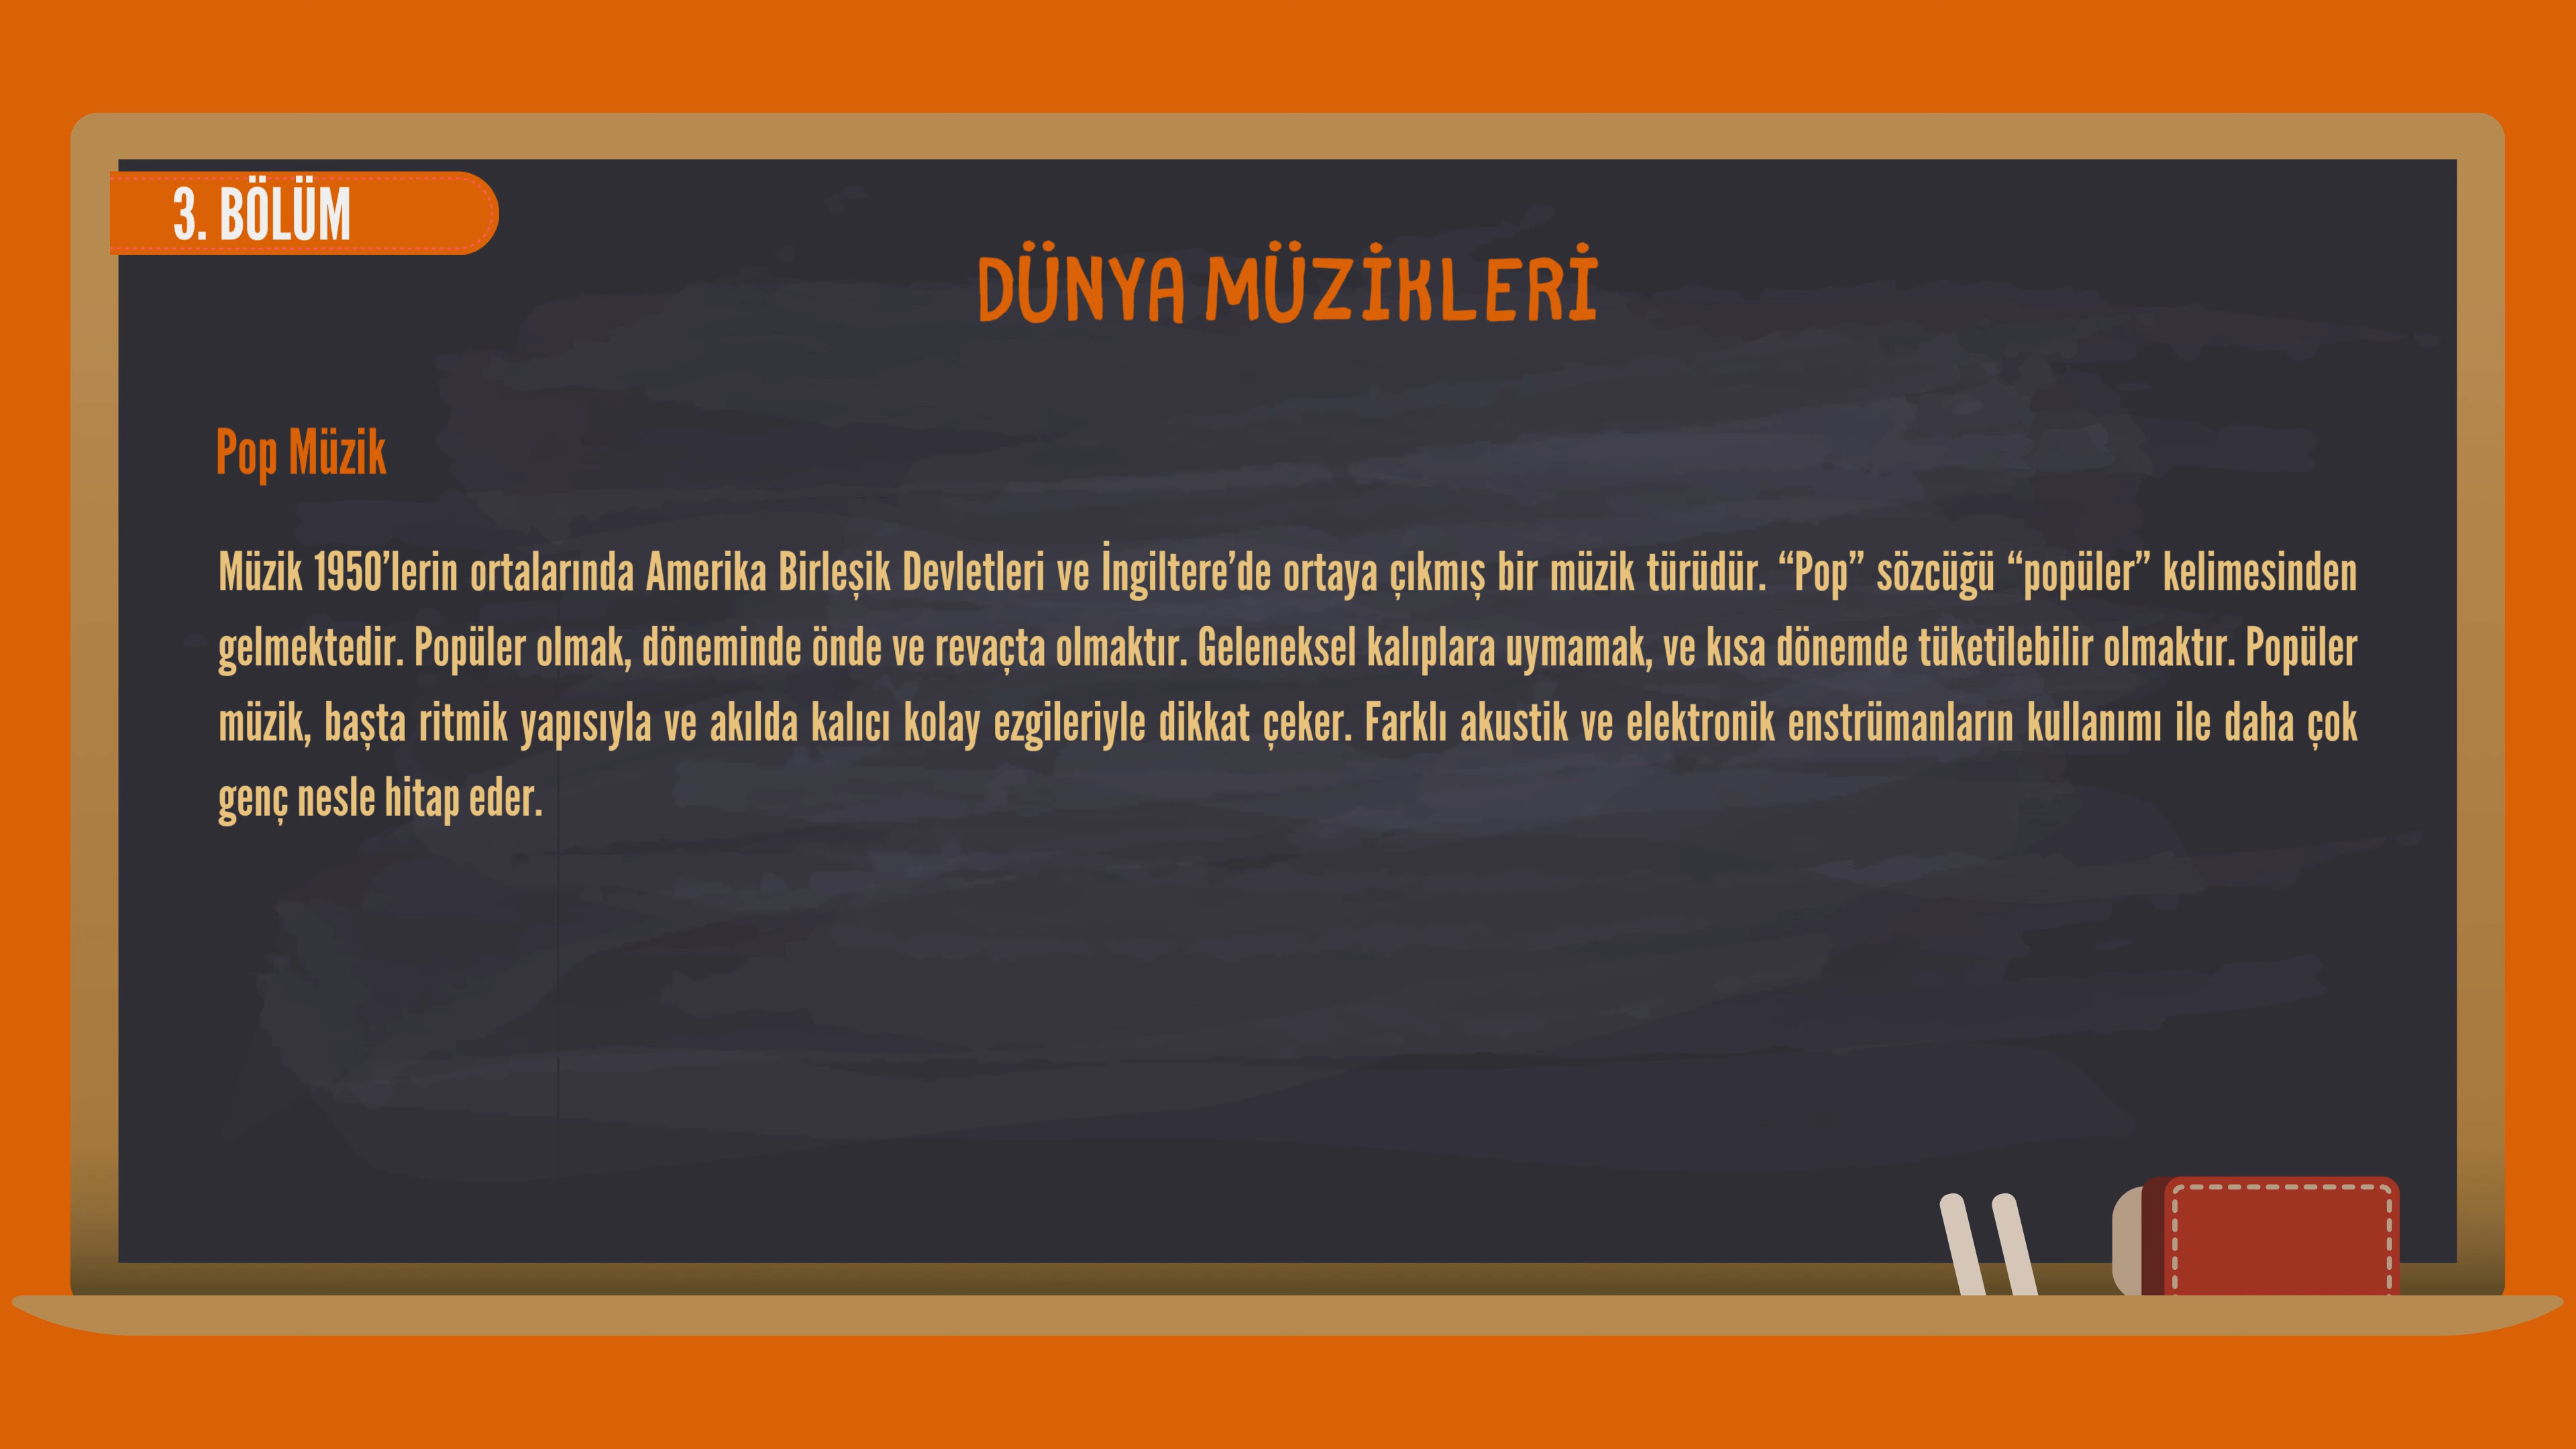 3. BÖLÜM
DÜNYA MÜZİKLERİ
Pop Müzik
Müzik 1950’lerin ortalarında Amerika Birleşik Devletleri ve İngiltere’de ortaya çıkmış bir müzik türüdür. “Pop” sözcüğü “popüler” kelimesinden
gelmektedir. Popüler olmak, döneminde önde ve revaçta olmaktır. Geleneksel kalıplara uymamak, ve kısa dönemde tüketilebilir olmaktır. Popüler
müzik, başta ritmik yapısıyla ve akılda kalıcı kolay ezgileriyle dikkat çeker. Farklı akustik ve elektronik enstrümanların kullanımı ile daha çok
genç nesle hitap eder.